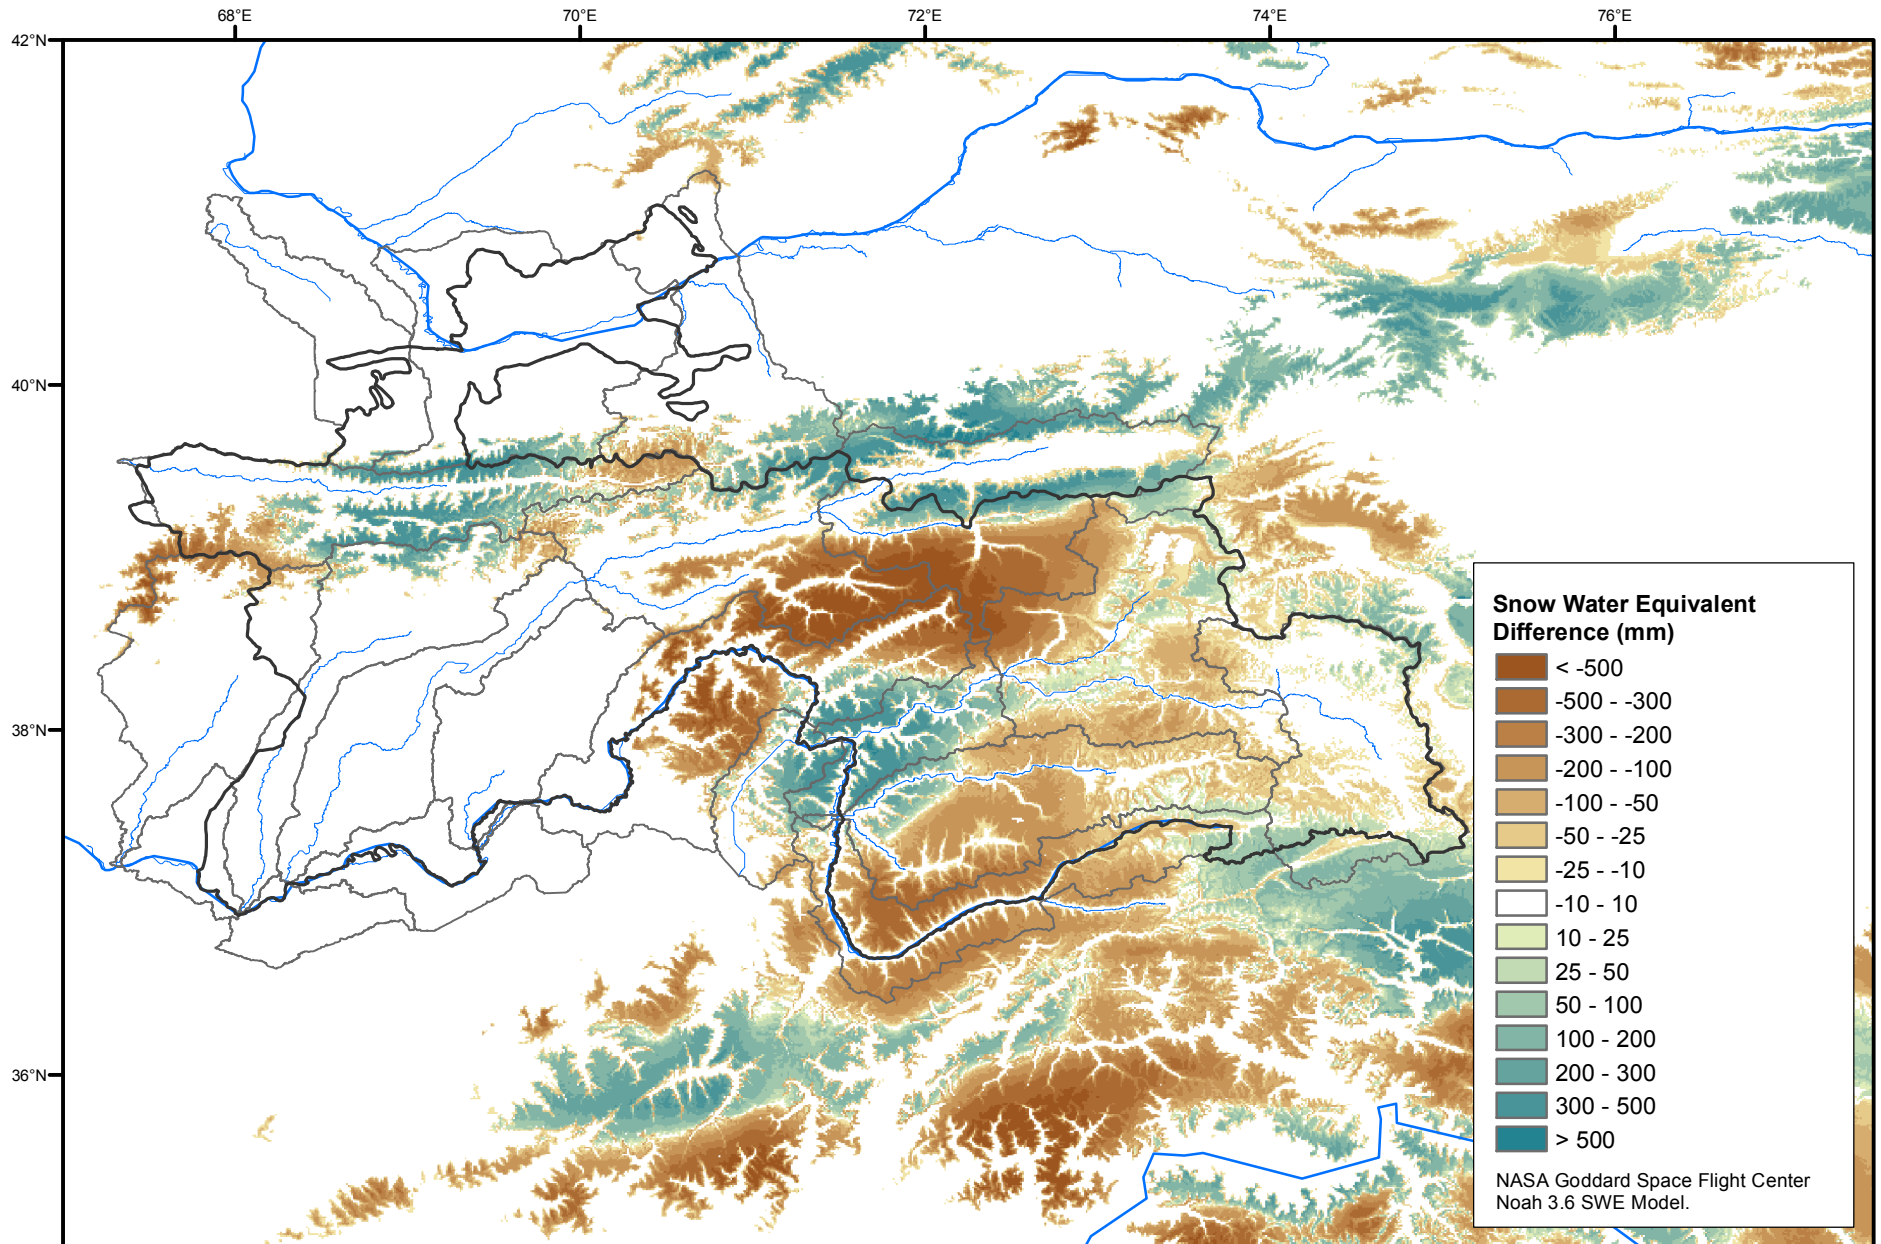 68°E
70°E
72°E
74°E
76°E
42°N
40°N
38°N
36°N
Snow Water Equivalent
Difference (mm)
< -500
-500 - -300
-300 - -200
-200 - -100
-100 - -50
-50 - -25
-25 - -10
-10 - 10
10 - 25
25 - 50
50 - 100
100 - 200
200 - 300
300 - 500
> 500
NASA Goddard Space Flight Center
Noah 3.6 SWE Model.